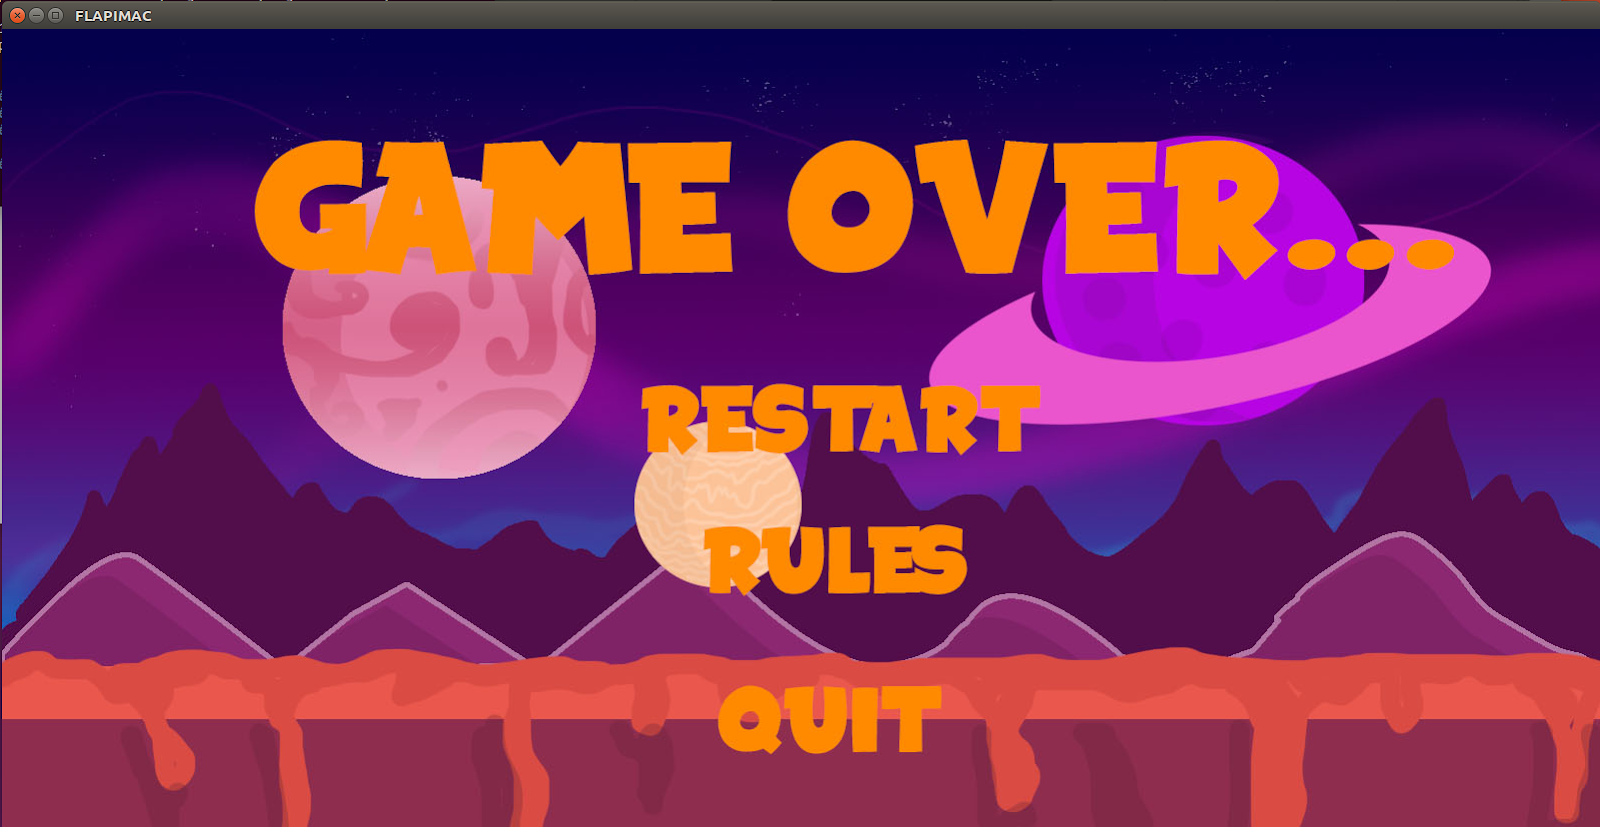 FLAPIMAC
GAME OVER...
RESTART
RULES
QUIT